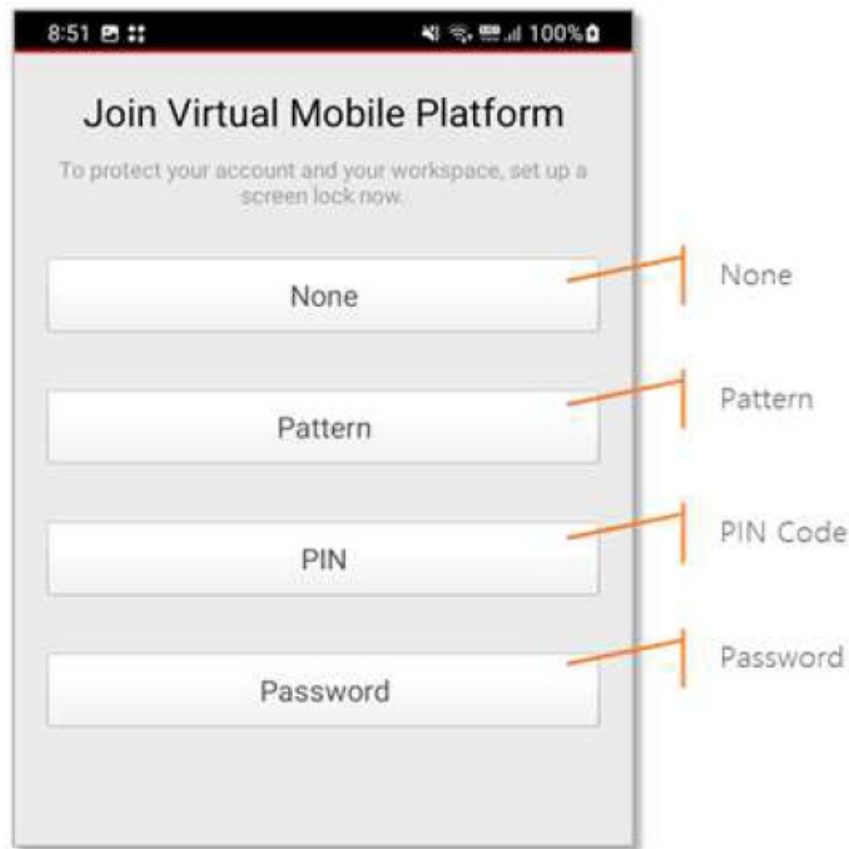 8:51 100%
Join Virtual Mobile Platform
To protect your account and your workspace, set up a
screen lock now.
None
None
Pattern
Pattern
PIN
PIN Code
Password
Password